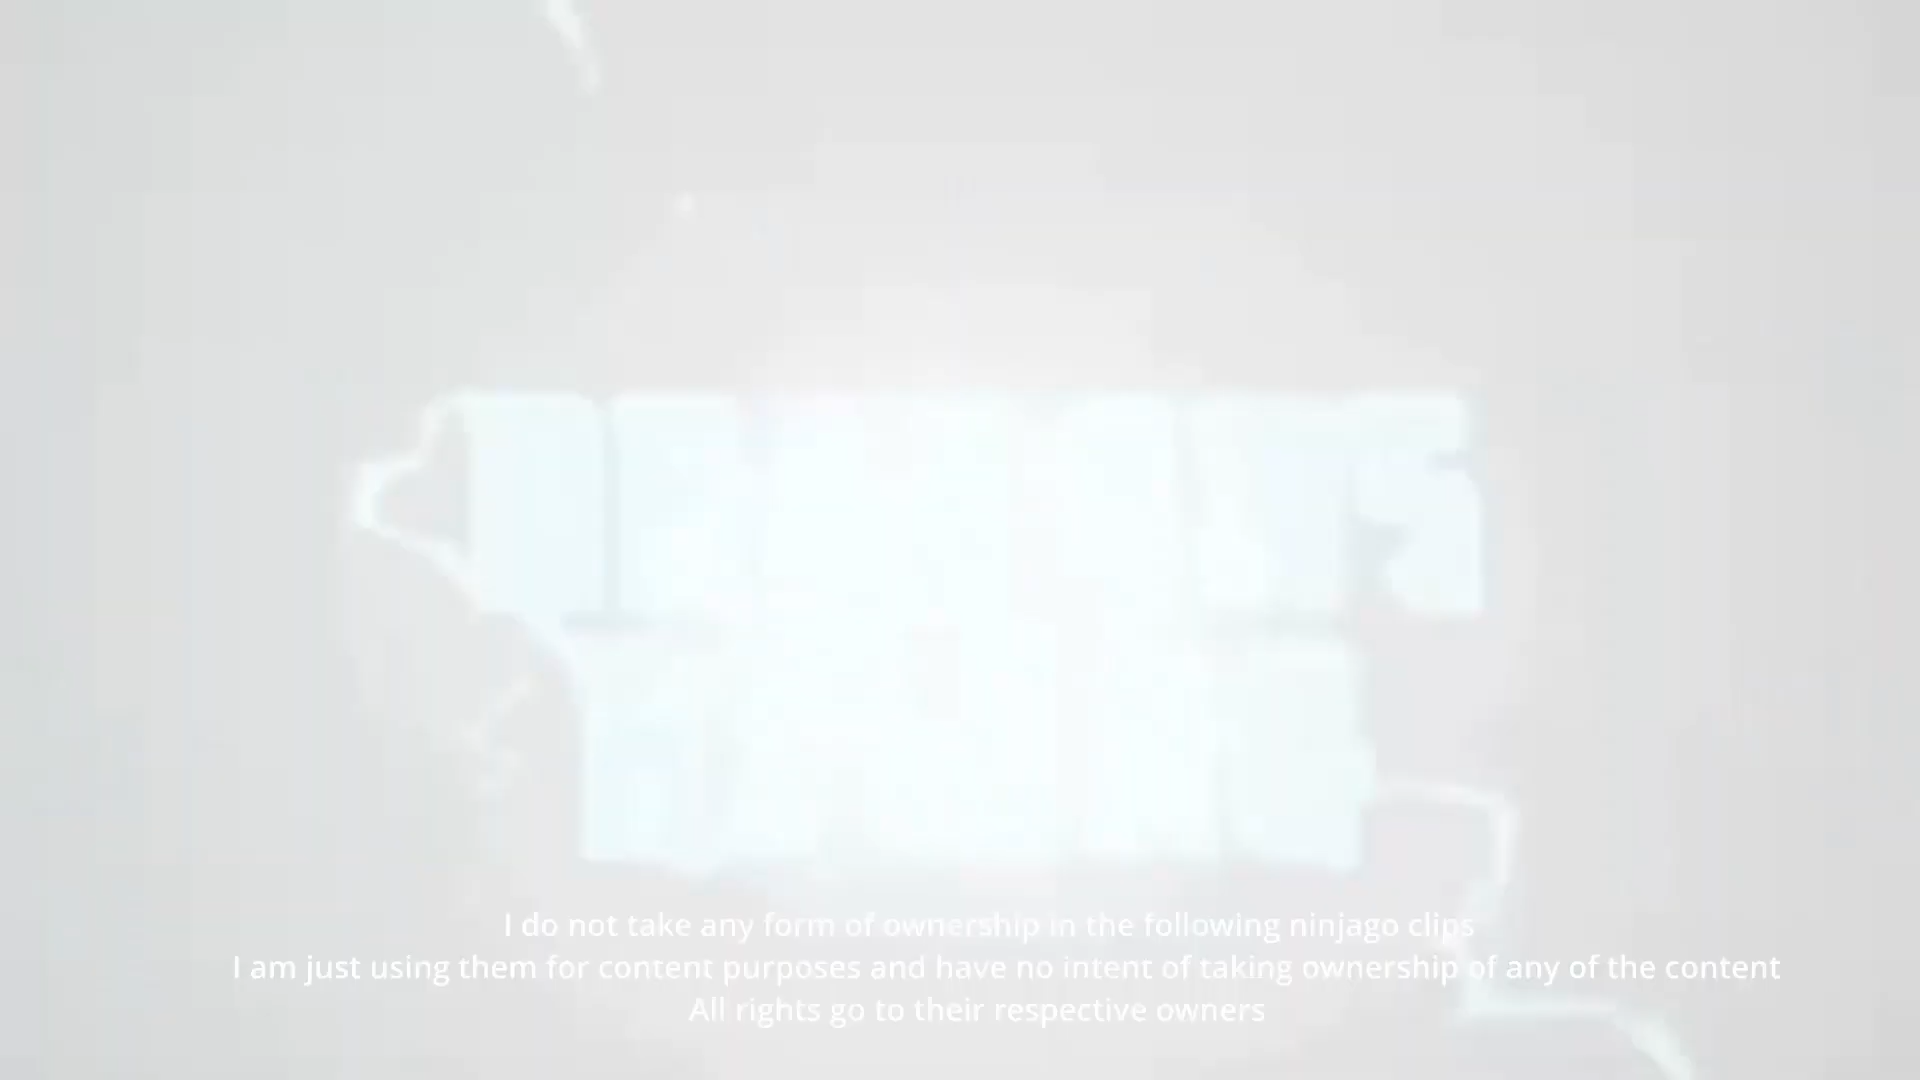 I do not take any form of ownership in the following ninjago clips
I am just using them for content purposes and have no intent of taking ownership of any of the content
All rights go to their respective owners